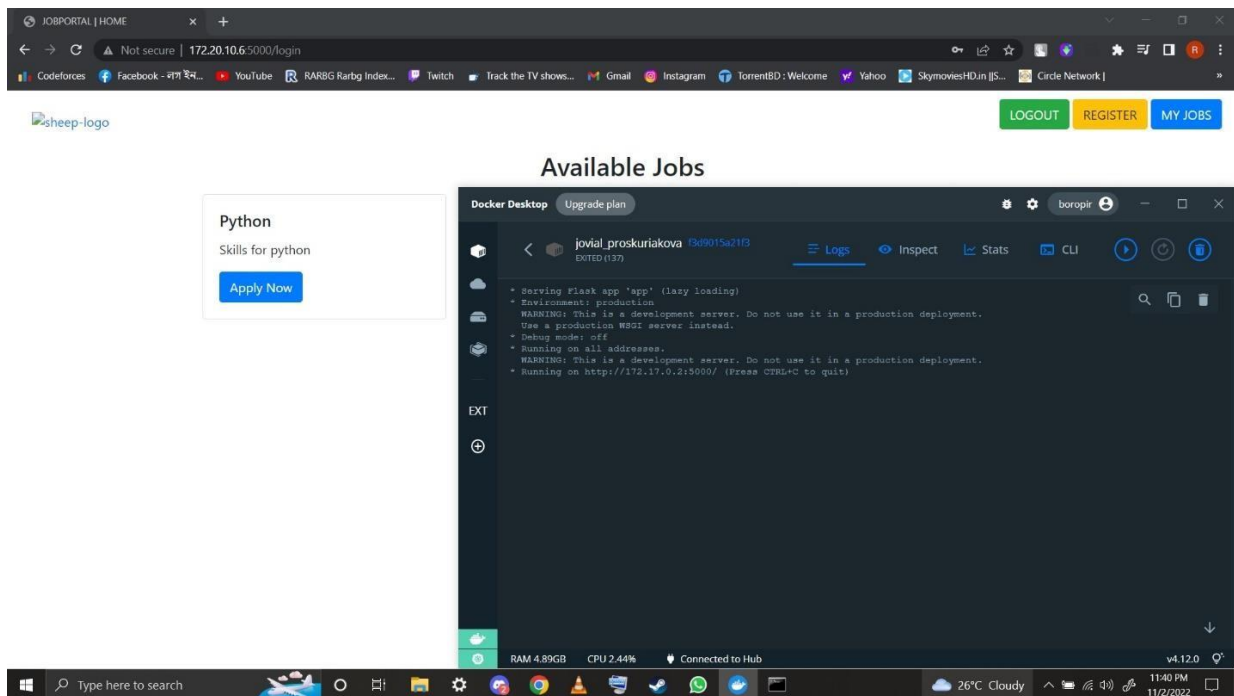 JOBPORTAL | HOME
Not secure | 172.20.10.6:5000/login
Codeforces Facebook - লগ ইন... YouTube RARBG Rarbg Index... Twitch Track the TV shows... Gmail Instagram TorrentBD : Welcome Yahoo SkymoviesHD.in ||S... Circle Network | »
sheep-logo
LOGOUT REGISTER MY JOBS
Available Jobs
Python
Skills for python
Apply Now
Docker Desktop Upgrade plan boropir
jovial_proskuriakova f3d9015a21f3
EXITED (137)
Logs Inspect Stats CLI
* Serving Flask app 'app' (lazy loading)
* Environment: production
WARNING: This is a development server. Do not use it in a production deployment.
Use a production WSGI server instead.
* Debug mode: off
* Running on all addresses.
WARNING: This is a development server. Do not use it in a production deployment.
* Running on http://172.17.0.2:5000/ (Press CTRL+C to quit)
EXT
RAM 4.89GB CPU 2.44% Connected to Hub v4.12.0
Type here to search
26°C Cloudy
11:40 PM
11/2/2022